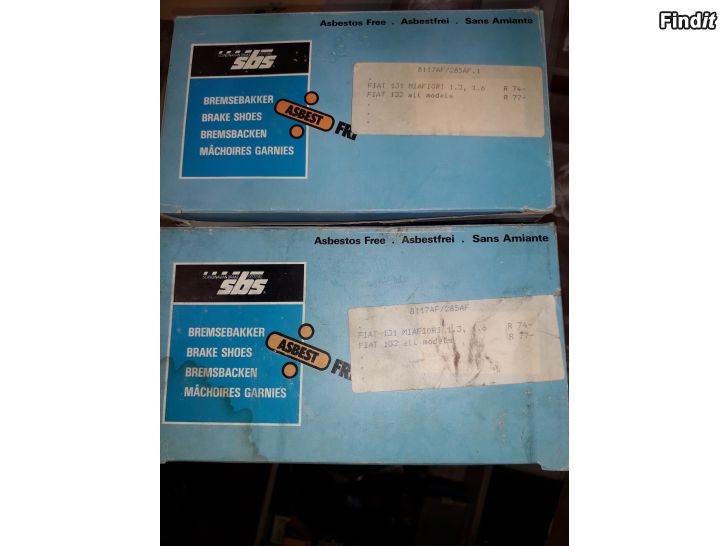 Findit
Asbestos Free . Asbestfrei . Sans Amiante
sbs
BREMSEBAKKER
BRAKE SHOES
BREMSBACKEN
MÂCHOIRES GARNIES
ASBEST
FR
8117AF/285AF.1
FIAT 131 MIAFIORI 1.3, 1.6 R 74-
FIAT 132 all models R 77-
Asbestos Free . Asbestfrei . Sans Amiante
sbs
BREMSEBAKKER
BRAKE SHOES
BREMSBACKEN
MÂCHOIRES GARNIES
ASBEST
FRE
8117AF/285AF
FIAT 131 MIAFIORI 1.3, 1.6 R 74-
FIAT 132 all models R 77-